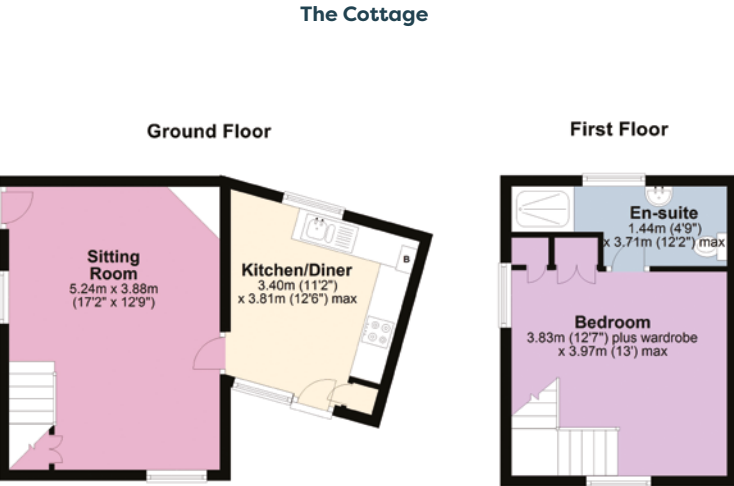 The Cottage
Ground Floor
First Floor
Sitting
Room
5.24m x 3.88m
(17'2" x 12'9")
Kitchen/Diner
3.40m (11'2")
x 3.81m (12'6") max
B
En-suite
1.44m (4'9")
x 3.71m (12'2") max
Bedroom
3.83m (12'7") plus wardrobe
x 3.97m (13') max